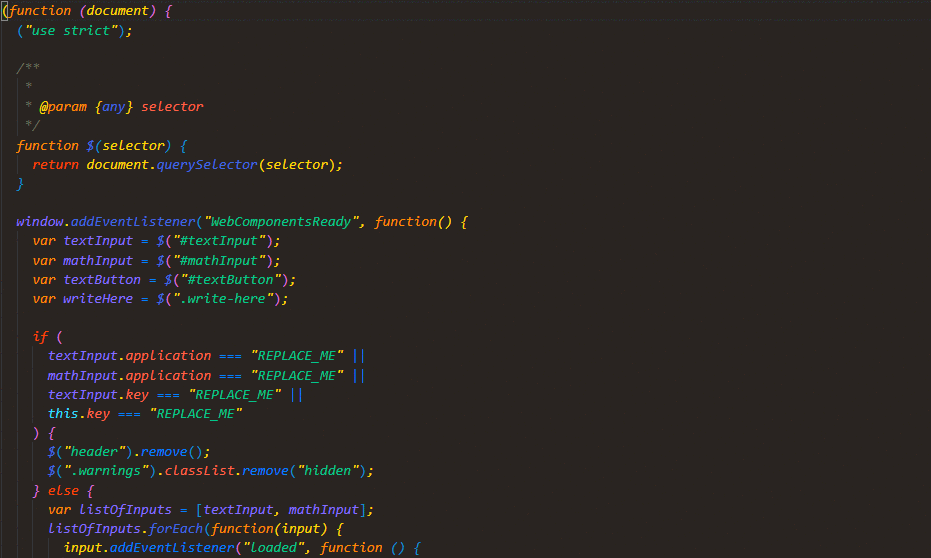 (function (document) {
("use strict");
/**
*
* @param {any} selector
*/
function $(selector) {
return document.querySelector(selector);
}
window.addEventListener("WebComponentsReady", function() {
var textInput = $("#textInput");
var mathInput = $("#mathInput");
var textButton = $("#textButton");
var writeHere = $(".write-here");
if (
textInput.application === "REPLACE_ME" ||
mathInput.application === "REPLACE_ME" ||
textInput.key === "REPLACE_ME" ||
this.key === "REPLACE_ME"
) {
$("header").remove();
$(".warnings").classList.remove("hidden");
} else {
var listOfInputs = [textInput, mathInput];
listOfInputs.forEach(function(input) {
input.addEventListener("loaded", function () {